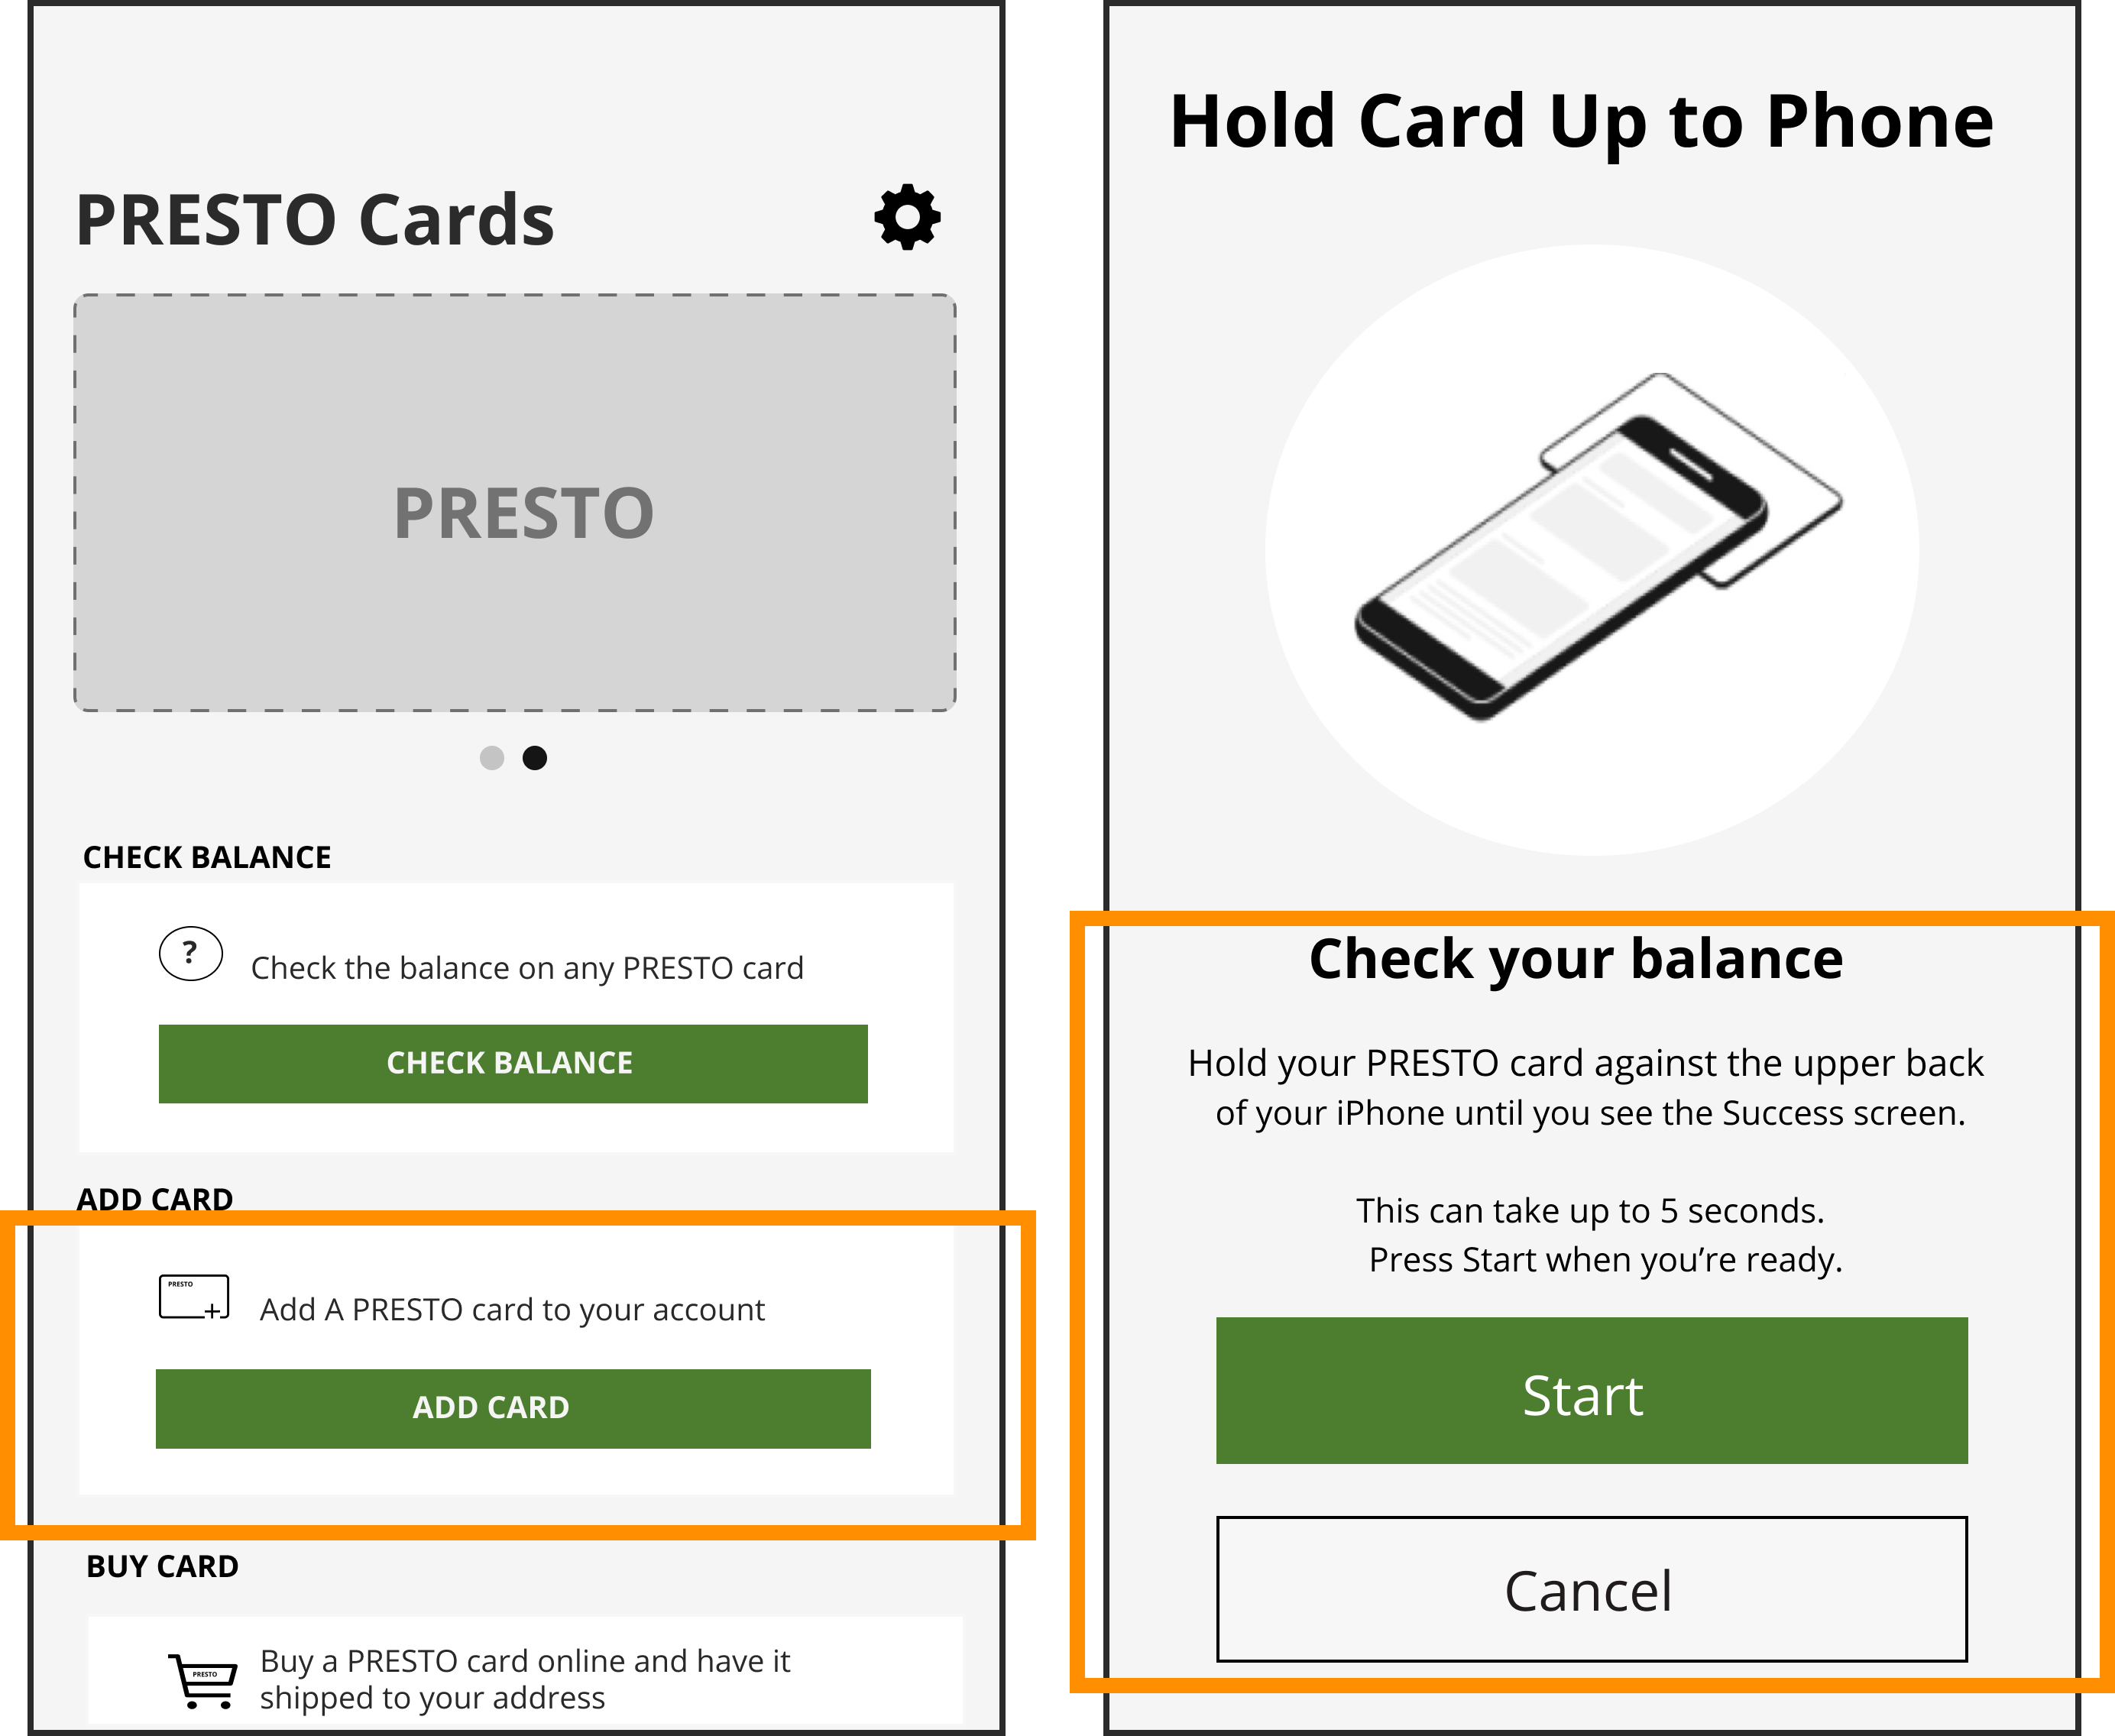 PRESTO Cards
PRESTO
CHECK BALANCE
?
Check the balance on any PRESTO card
CHECK BALANCE
ADD CARD
PRESTO
Add A PRESTO card to your account
ADD CARD
BUY CARD
PRESTO
Buy a PRESTO card online and have it
shipped to your address
Hold Card Up to Phone
Check your balance
Hold your PRESTO card against the upper back
of your iPhone until you see the Success screen.
This can take up to 5 seconds.
Press Start when you’re ready.
Start
Cancel